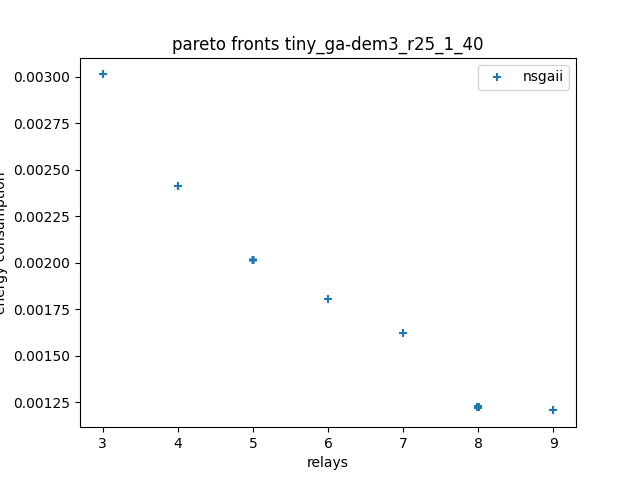 pareto fronts tiny_ga-dem3_r25_1_40
nsgaii
0.00300
0.00275
0.00250
0.00225
0.00200
0.00175
0.00150
0.00125
energy consumption
3 4 5 6 7 8 9
relays